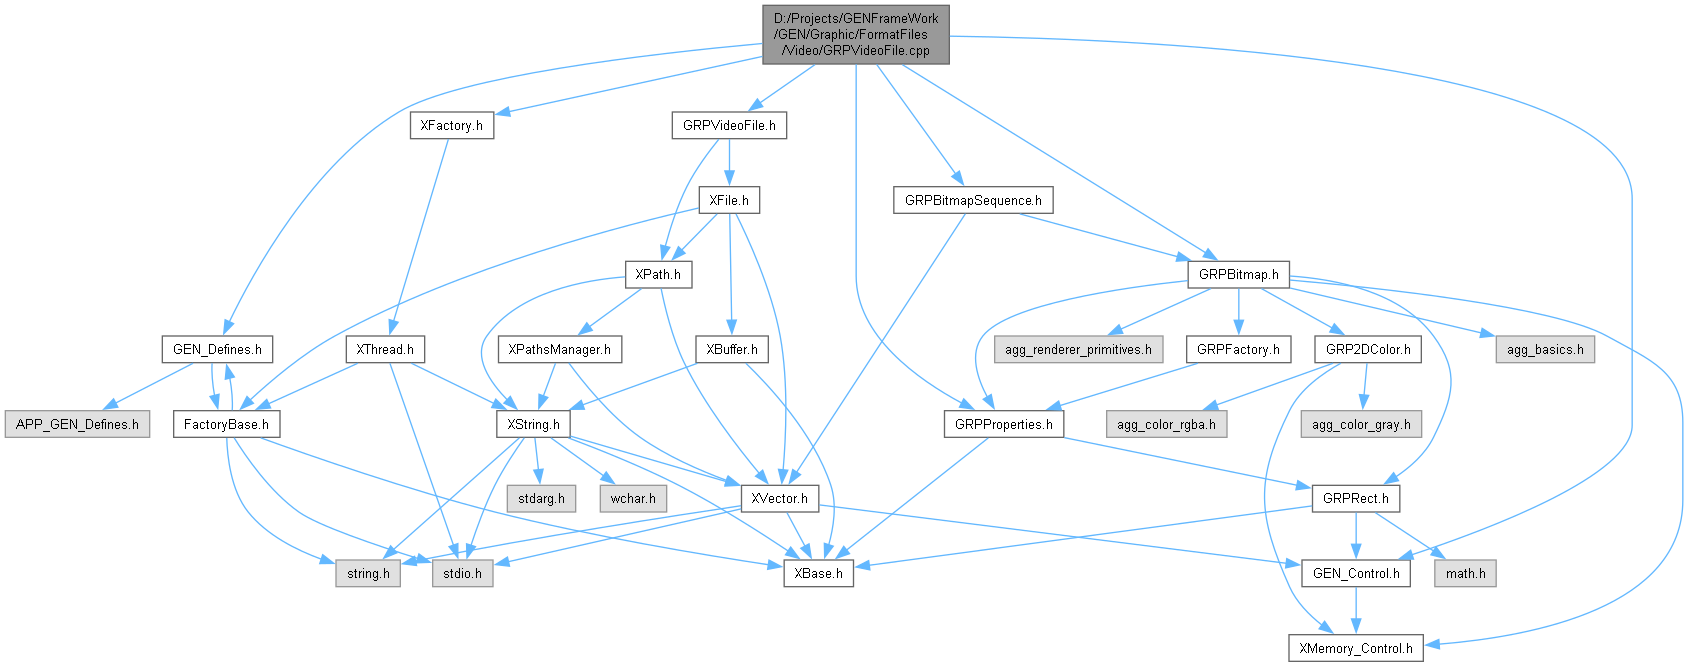 D:/Projects/GENFrameWork
/GEN/Graphic/FormatFiles
/Video/GRPVideoFile.cpp
XFactory.h
GRPVideoFile.h
XFile.h
GRPBitmapSequence.h
XPath.h
GRPBitmap.h
GEN_Defines.h
XThread.h
XPathsManager.h
XBuffer.h
agg_renderer_primitives.h
GRPFactory.h
GRP2DColor.h
agg_basics.h
APP_GEN_Defines.h
FactoryBase.h
XString.h
GRPProperties.h
agg_color_rgba.h
agg_color_gray.h
stdarg.h
wchar.h
XVector.h
GRPRect.h
string.h
stdio.h
XBase.h
GEN_Control.h
math.h
XMemory_Control.h